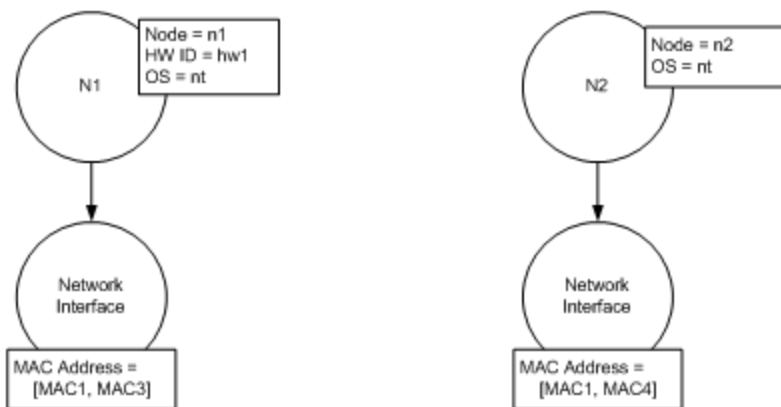 N1
Node = n1
HW ID = hw1
OS = nt
N2
Node = n2
OS = nt
Network
Interface
MAC Address =
[MAC1, MAC3]
Network
Interface
MAC Address =
[MAC1, MAC4]